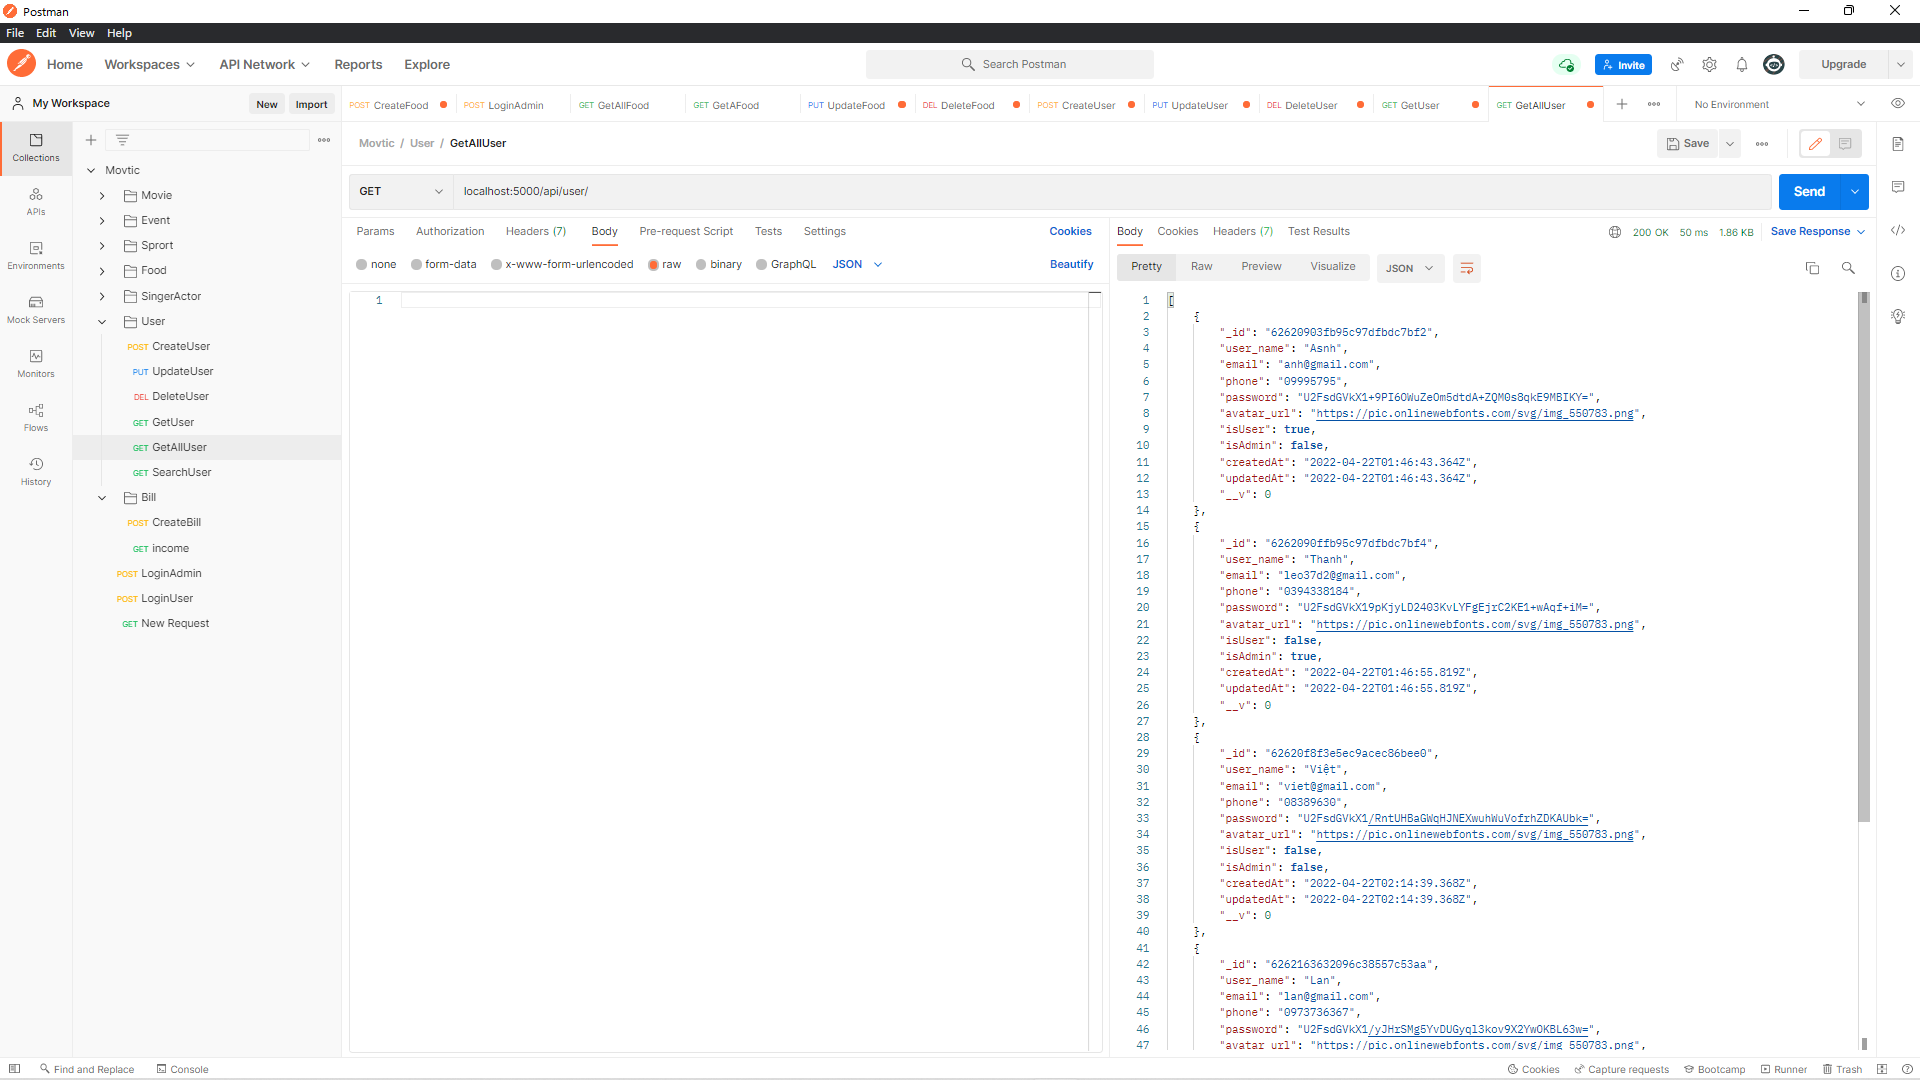 Postman
File Edit View Help
Home Workspaces API Network Reports Explore Search Postman Invite Upgrade
My Workspace New Import
POST CreateFood POST LoginAdmin GET GetAllFood GET GetAFood PUT UpdateFood DEL DeleteFood POST CreateUser PUT UpdateUser DEL DeleteUser GET GetUser GET GetAllUser No Environment
Collections
APIs
Environments
Mock Servers
Monitors
Flows
History
Movtic
Movie
Event
Sprort
Food
SingerActor
User
POST CreateUser
PUT UpdateUser
DEL DeleteUser
GET GetUser
GET GetAllUser
GET SearchUser
Bill
POST CreateBill
GET income
POST LoginAdmin
POST LoginUser
GET New Request
Movtic / User / GetAllUser Save
GET localhost:5000/api/user/ Send
Params Authorization Headers (7) Body Pre-request Script Tests Settings Cookies
none form-data x-www-form-urlencoded raw binary GraphQL JSON Beautify
1
Body Cookies Headers (7) Test Results 200 OK 50 ms 1.86 KB Save Response
Pretty Raw Preview Visualize JSON
1 [
2 {
3 "_id": "62620903fb95c97dfbdc7bf2",
4 "user_name": "Asnh",
5 "email": "anh@gmail.com",
6 "phone": "09995795",
7 "password": "U2FsdGVkX1+9PI6OWuZeOm5dtdA+ZQM0s8qkE9MBIKY=",
8 "avatar_url": "https://pic.onlinewebfonts.com/svg/img_550783.png",
9 "isUser": true,
10 "isAdmin": false,
11 "createdAt": "2022-04-22T01:46:43.364Z",
12 "updatedAt": "2022-04-22T01:46:43.364Z",
13 "__v": 0
14 },
15 {
16 "_id": "6262090ffb95c97dfbdc7bf4",
17 "user_name": "Thanh",
18 "email": "leo37d2@gmail.com",
19 "phone": "0394338184",
20 "password": "U2FsdGVkX19pKjyLD2403KvLYFgEjrC2KE1+wAqf+iM=",
21 "avatar_url": "https://pic.onlinewebfonts.com/svg/img_550783.png",
22 "isUser": false,
23 "isAdmin": true,
24 "createdAt": "2022-04-22T01:46:55.819Z",
25 "updatedAt": "2022-04-22T01:46:55.819Z",
26 "__v": 0
27 },
28 {
29 "_id": "62620f8f3e5ec9acec86bee0",
30 "user_name": "Việt",
31 "email": "viet@gmail.com",
32 "phone": "08389630",
33 "password": "U2FsdGVkX1/RntUHBaGWqHJNEXwuhWuVofrhZDKAUbk=",
34 "avatar_url": "https://pic.onlinewebfonts.com/svg/img_550783.png",
35 "isUser": false,
36 "isAdmin": false,
37 "createdAt": "2022-04-22T02:14:39.368Z",
38 "updatedAt": "2022-04-22T02:14:39.368Z",
39 "__v": 0
40 },
41 {
42 "_id": "6262163632096c38557c53aa",
43 "user_name": "Lan",
44 "email": "lan@gmail.com",
45 "phone": "0973736367",
46 "password": "U2FsdGVkX1/yJHrSMg5YvDUGyql3kov9X2YwOKBL63w=",
47 "avatar_url": "https://pic.onlinewebfonts.com/svg/img_550783.png",
Find and Replace Console Cookies Capture requests Bootcamp Runner Trash